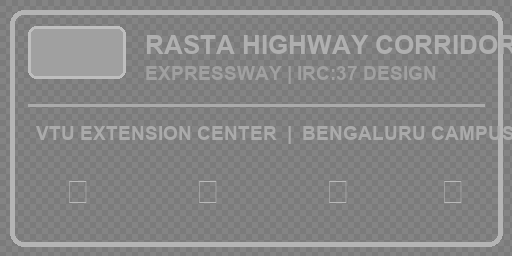 RASTA HIGHWAY CORRIDOR
EXPRESSWAY | IRC:37 DESIGN
VTU EXTENSION CENTER | BENGALURU CAMPUS